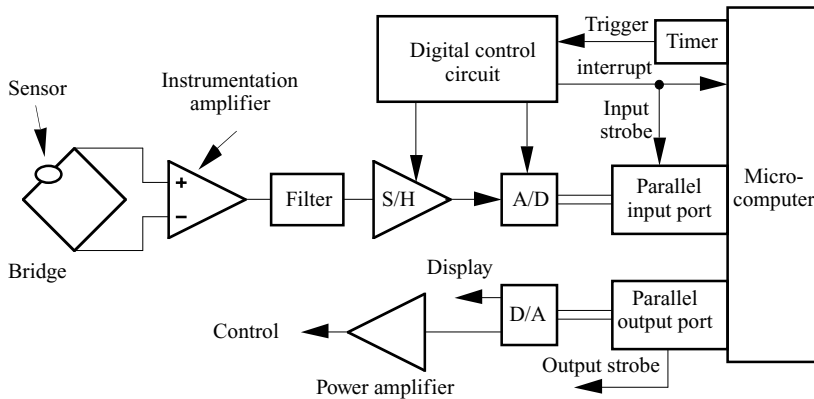 Trigger
Timer
Digital control
circuit
interrupt
Instrumentation
amplifier
Sensor
Input
strobe
+
−
Filter
S/H
A/D
Parallel
input port
Micro-
computer
Bridge
Display
D/A
Parallel
output port
Control
Power amplifier
Output strobe